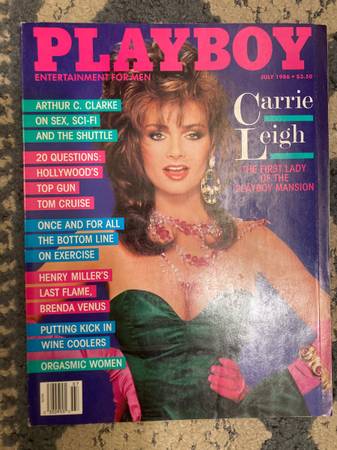 PLAYBOY
ENTERTAINMENT FOR MEN
JULY 1986 • $3.50
ARTHUR C. CLARKE
ON SEX, SCI-FI
AND THE SHUTTLE
20 QUESTIONS:
HOLLYWOOD'S
TOP GUN
TOM CRUISE
ONCE AND FOR ALL
THE BOTTOM LINE
ON EXERCISE
HENRY MILLER'S
LAST FLAME,
BRENDA VENUS
PUTTING KICK IN
WINE COOLERS
ORGASMIC WOMEN
Carrie
Leigh
THE FIRST LADY
OF THE
PLAYBOY MANSION